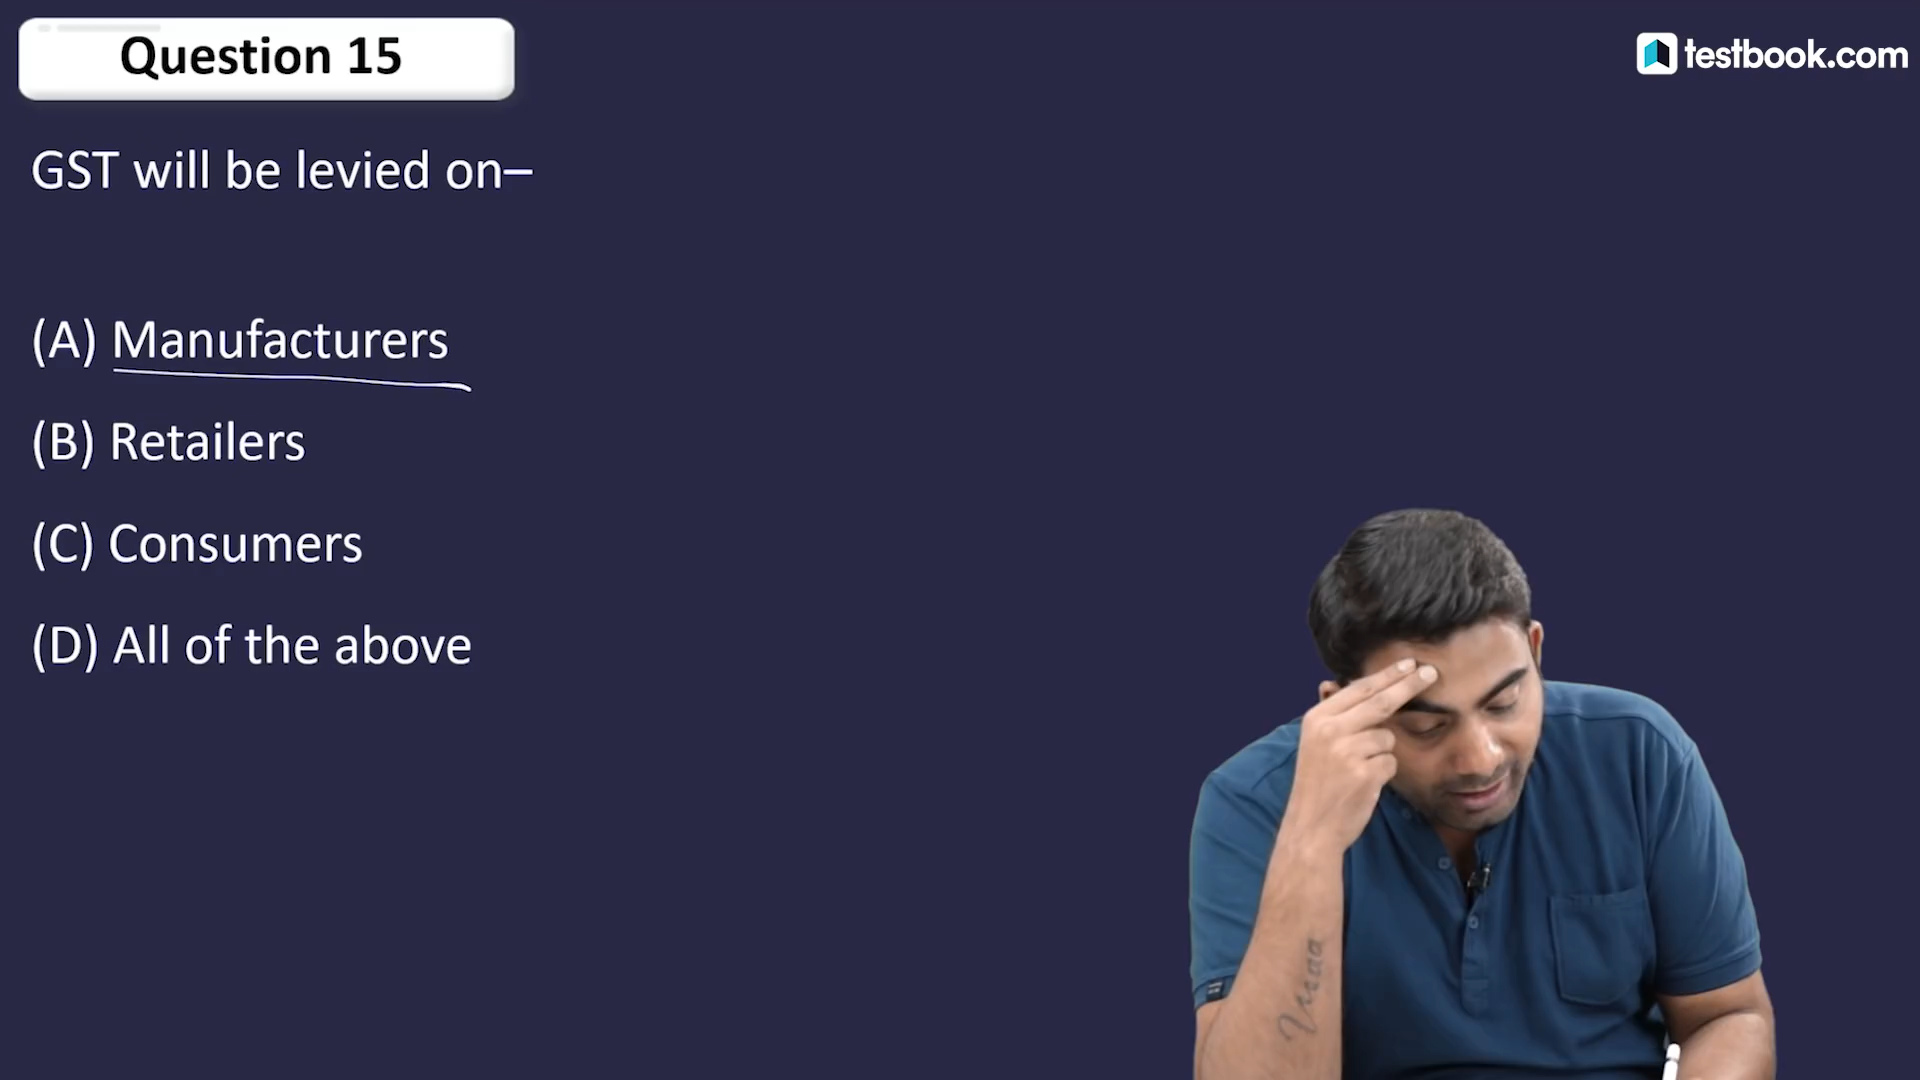 Question 15
testbook.com
GST will be levied on–
(A) Manufacturers
(B) Retailers
(C) Consumers
(D) All of the above